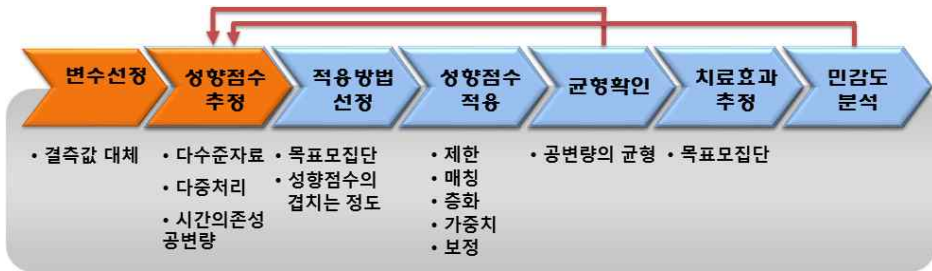 변수선정
성향점수
추정
적용방법
선정
성향점수
적용
균형확인
치료효과
추정
민감도
분석
• 결측값 대체
• 다수준자료
• 다중처리
• 시간의존성
공변량
• 목표모집단
• 성향점수의
겹치는 정도
• 제한
• 매칭
• 층화
• 가중치
• 보정
• 공변량의 균형
• 목표모집단